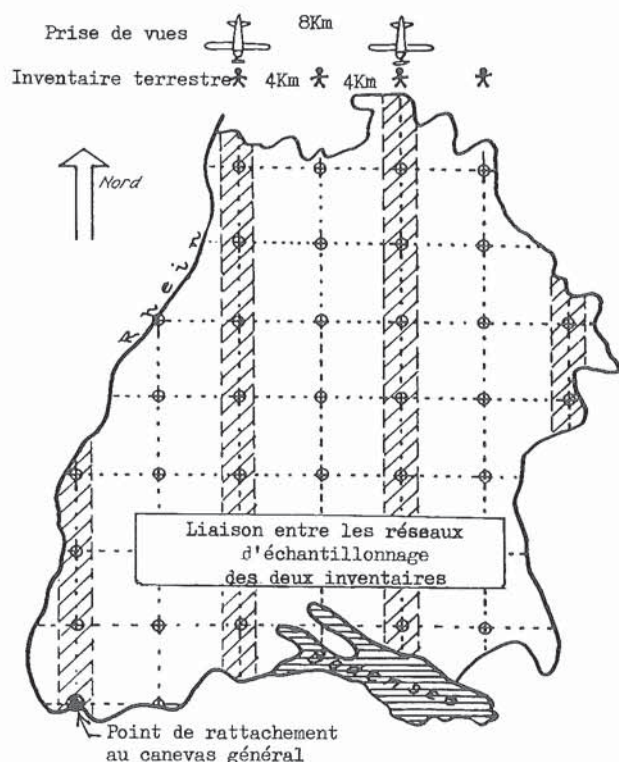 8Km
Prise de vues
Inventaire terrestre 4Km 4Km
Nord
Rhein
Liaison entre les réseaux
d'échantillonnage
des deux inventaires
Bodensee
Point de rattachement
au canevas général